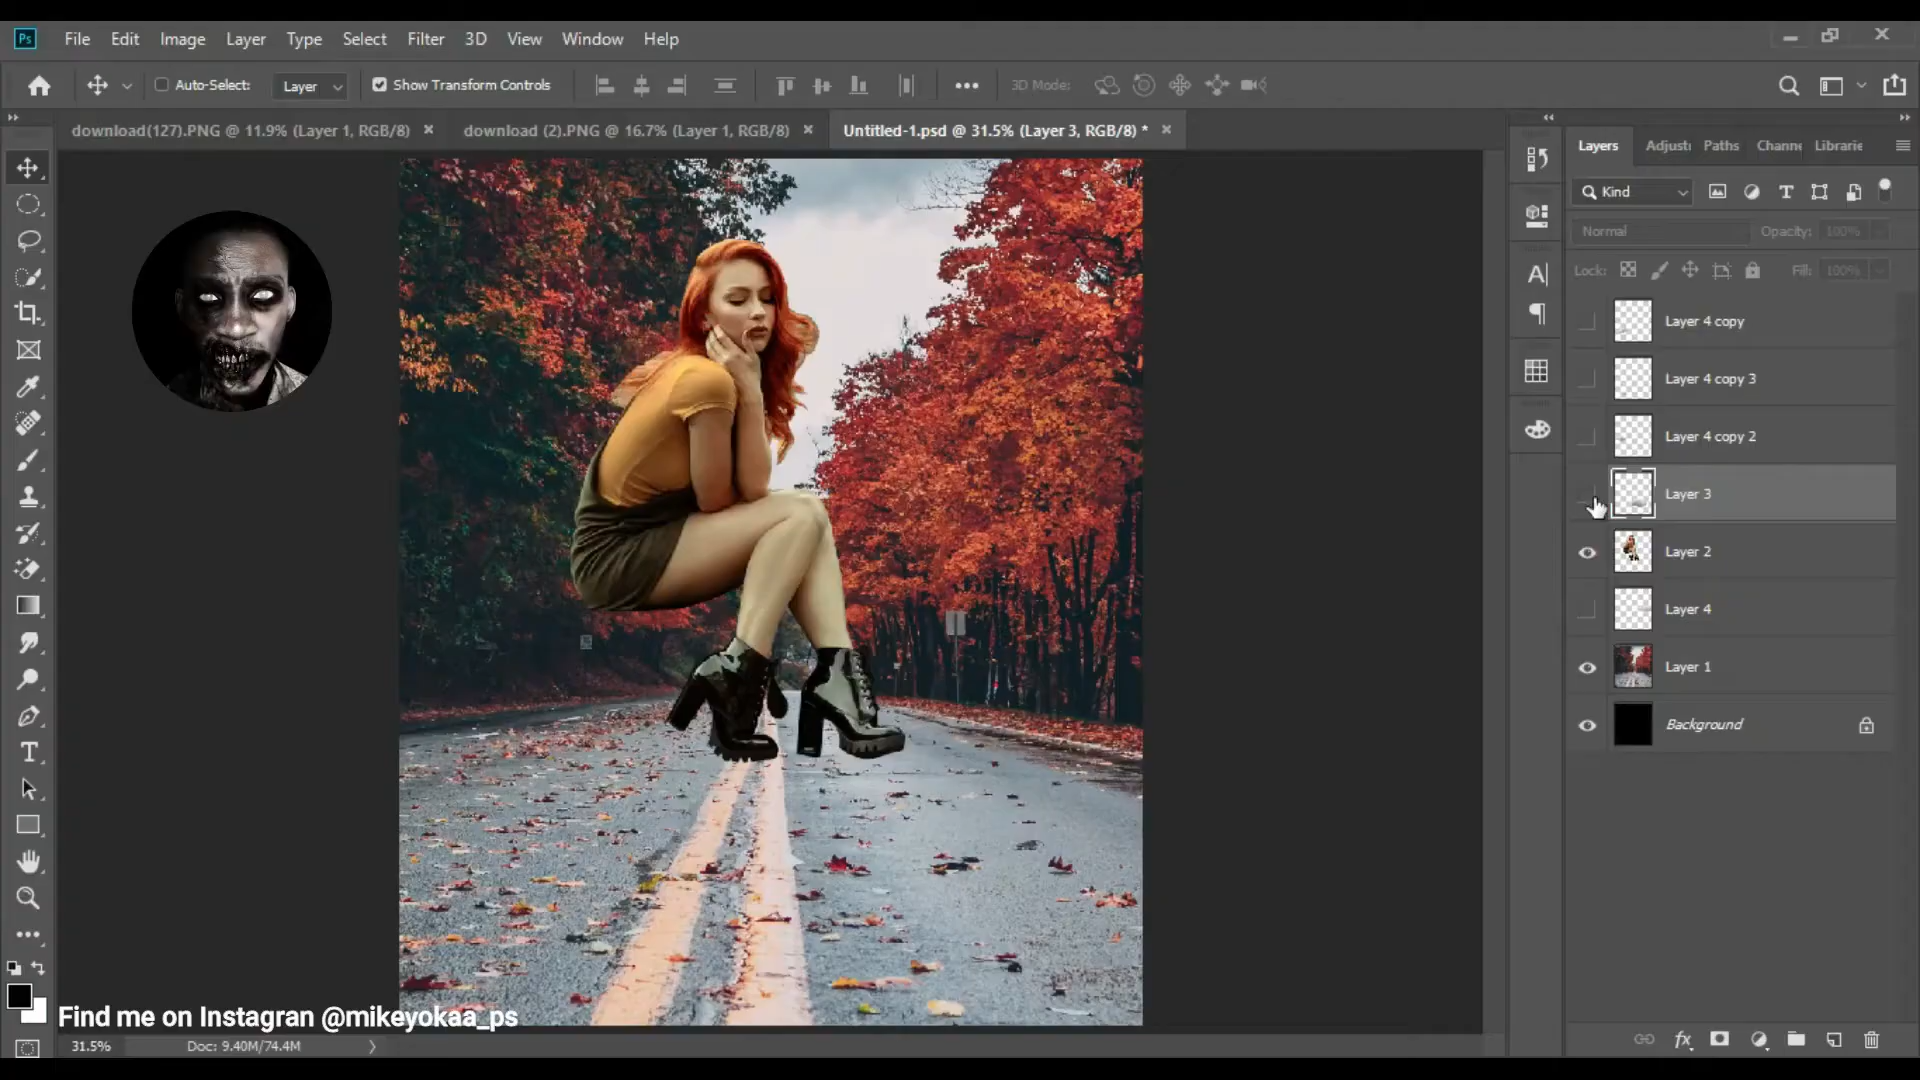 Ps File Edit Image Layer Type Select Filter 3D View Window Help
Auto-Select: Layer Show Transform Controls 3D Mode:
download(127).PNG @ 11.9% (Layer 1, RGB/8) download (2).PNG @ 16.7% (Layer 1, RGB/8) Untitled-1.psd @ 31.5% (Layer 3, RGB/8) *
Layers Adjusti Paths Channe Librarie
Kind
Normal Opacity: 100%
Lock: Fill: 100%
Layer 4 copy
Layer 4 copy 3
Layer 4 copy 2
Layer 3
Layer 2
Layer 4
Layer 1
Background
Find me on Instagran @mikeyokaa_ps
31.5% Doc: 9.40M/74.4M